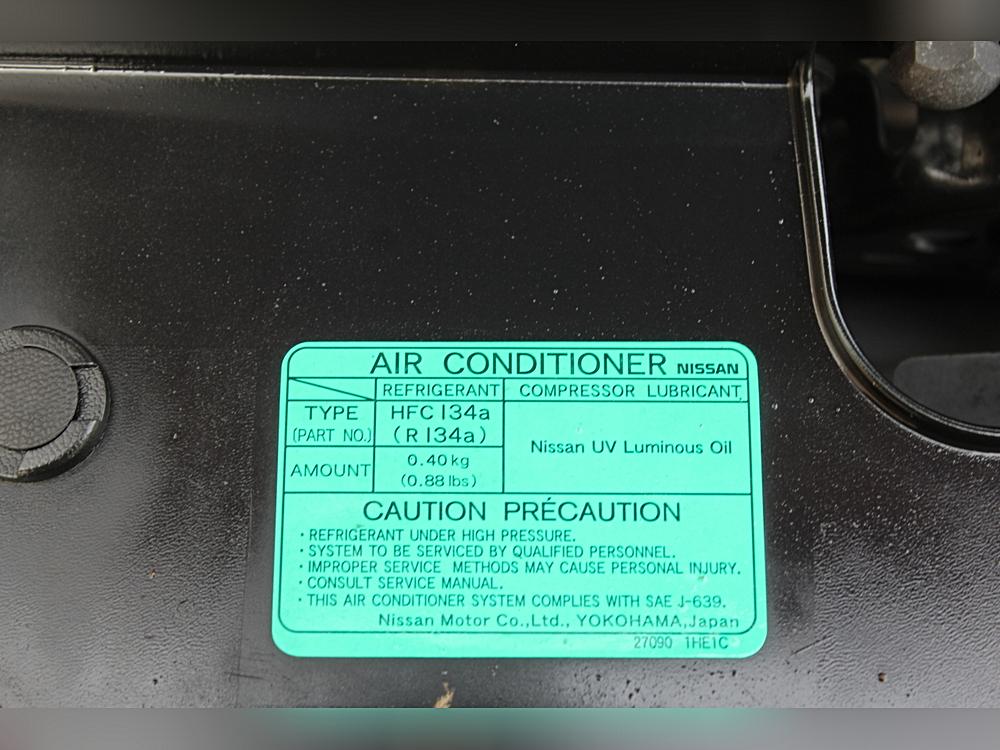 AIR CONDITIONER NISSAN
REFRIGERANT COMPRESSOR LUBRICANT
TYPE
(PART NO.)
HFC134a
(R134a)
Nissan UV Luminous Oil
AMOUNT
0.40kg
(0.88lbs)
CAUTION PRÉCAUTION
・REFRIGERANT UNDER HIGH PRESSURE.
・SYSTEM TO BE SERVICED BY QUALIFIED PERSONNEL.
・IMPROPER SERVICE METHODS MAY CAUSE PERSONAL INJURY.
・CONSULT SERVICE MANUAL.
・THIS AIR CONDITIONER SYSTEM COMPLIES WITH SAE J-639.
Nissan Motor Co.,Ltd., YOKOHAMA,Japan
27090 1HE1C